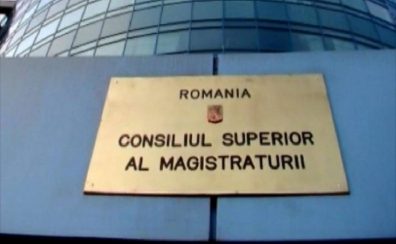 ROMANIA
CONSILIUL SUPERIOR
AL MAGISTRATURII